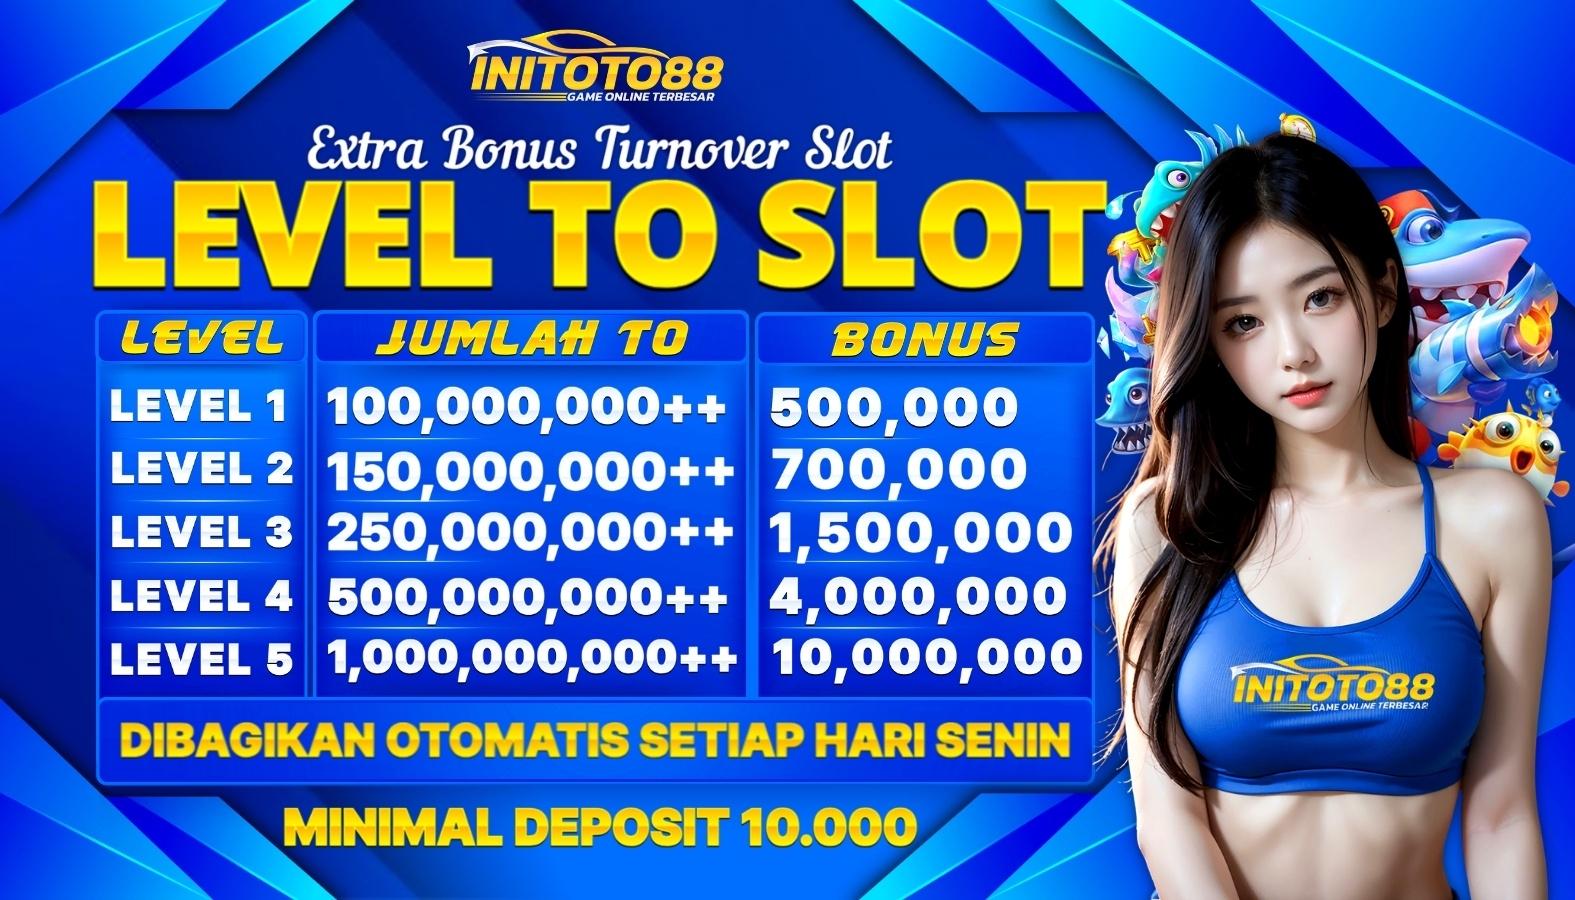 INITOTO88
GAME ONLINE TERBESAR
Extra Bonus Turnover Slot
LEVEL TO SLOT
LEVEL JUMLAH TO BONUS
LEVEL 1 100,000,000++ 500,000
LEVEL 2 150,000,000++ 700,000
LEVEL 3 250,000,000++ 1,500,000
LEVEL 4 500,000,000++ 4,000,000
LEVEL 5 1,000,000,000++ 10,000,000
DIBAGIKAN OTOMATIS SETIAP HARI SENIN
MINIMAL DEPOSIT 10.000
INITOTO88
GAME ONLINE TERBESAR